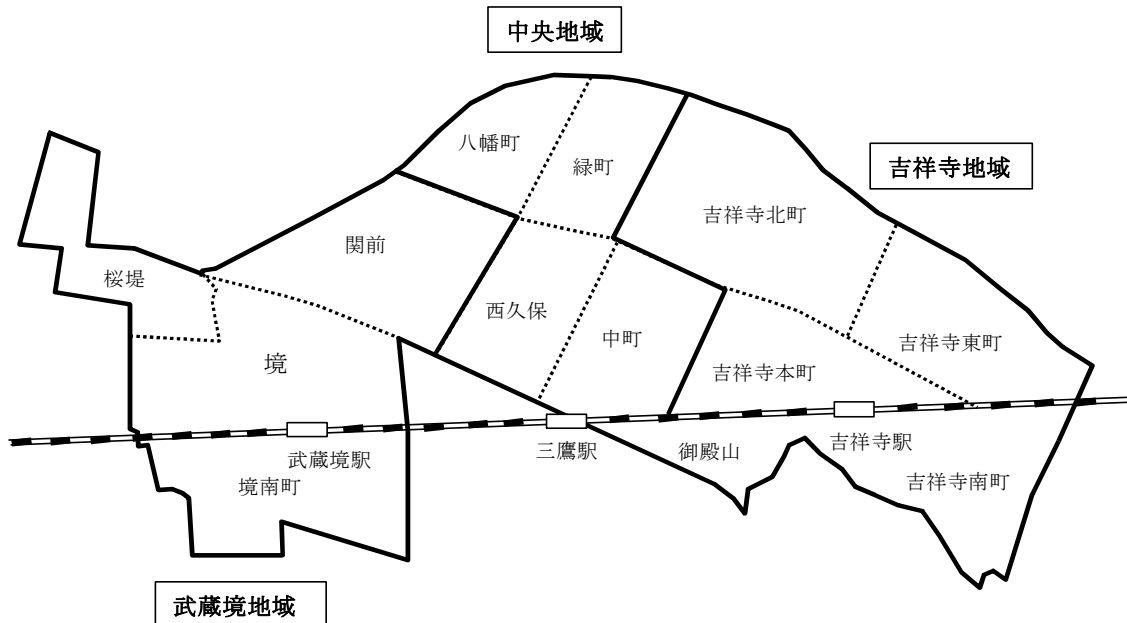 中央地域
八幡町
緑町
吉祥寺地域
吉祥寺北町
関前
桜堤
西久保
中町
吉祥寺東町
境
吉祥寺本町
武蔵境駅
三鷹駅
御殿山
吉祥寺駅
境南町
吉祥寺南町
武蔵境地域